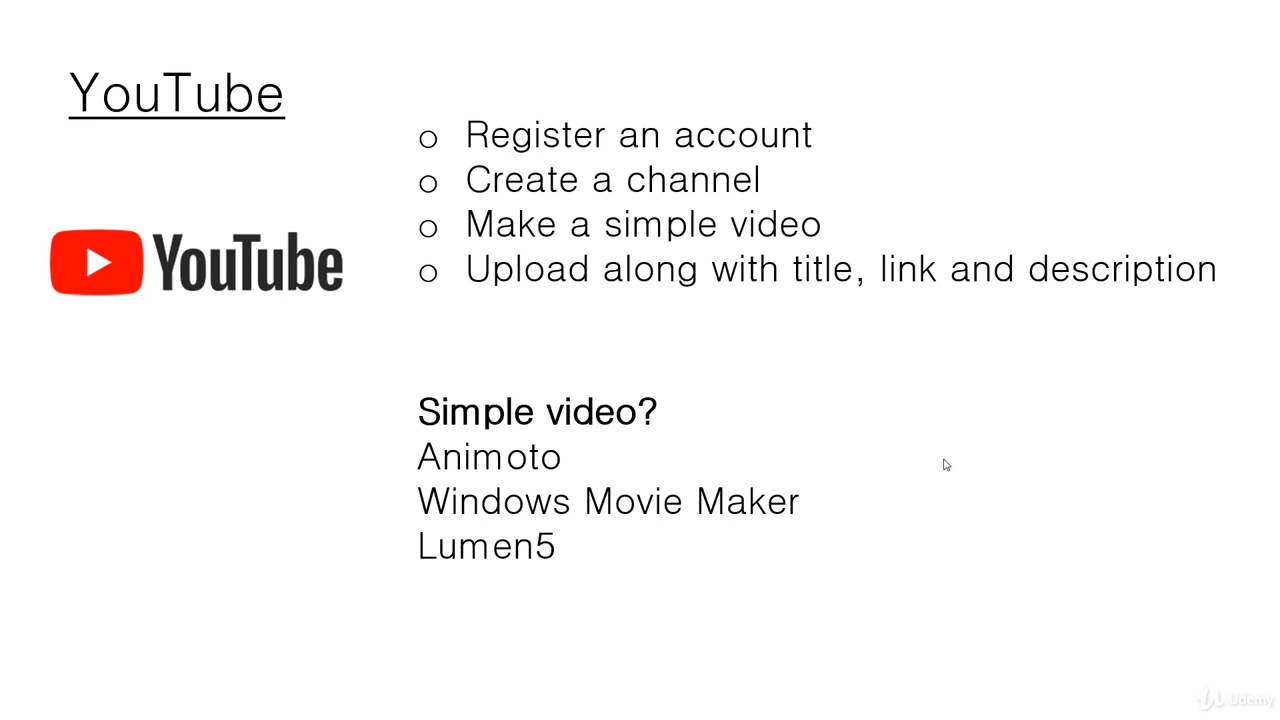 YouTube
o Register an account
o Create a channel
o Make a simple video
o Upload along with title, link and description
YouTube
Simple video?
Animoto
Windows Movie Maker
Lumen5
Udemy